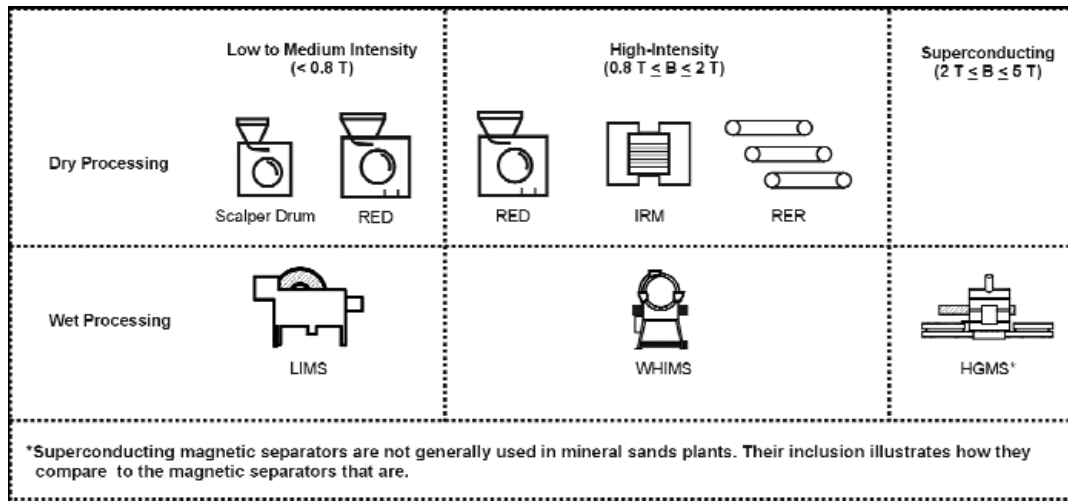 Low to Medium Intensity
(< 0.8 T)
High-Intensity
(0.8 T ≤ B ≤ 2 T)
Superconducting
(2 T ≤ B ≤ 5 T)
Dry Processing
Scalper Drum
RED
RED
IRM
RER
Wet Processing
LIMS
WHIMS
HGMS*
*Superconducting magnetic separators are not generally used in mineral sands plants. Their inclusion illustrates how they
compare to the magnetic separators that are.